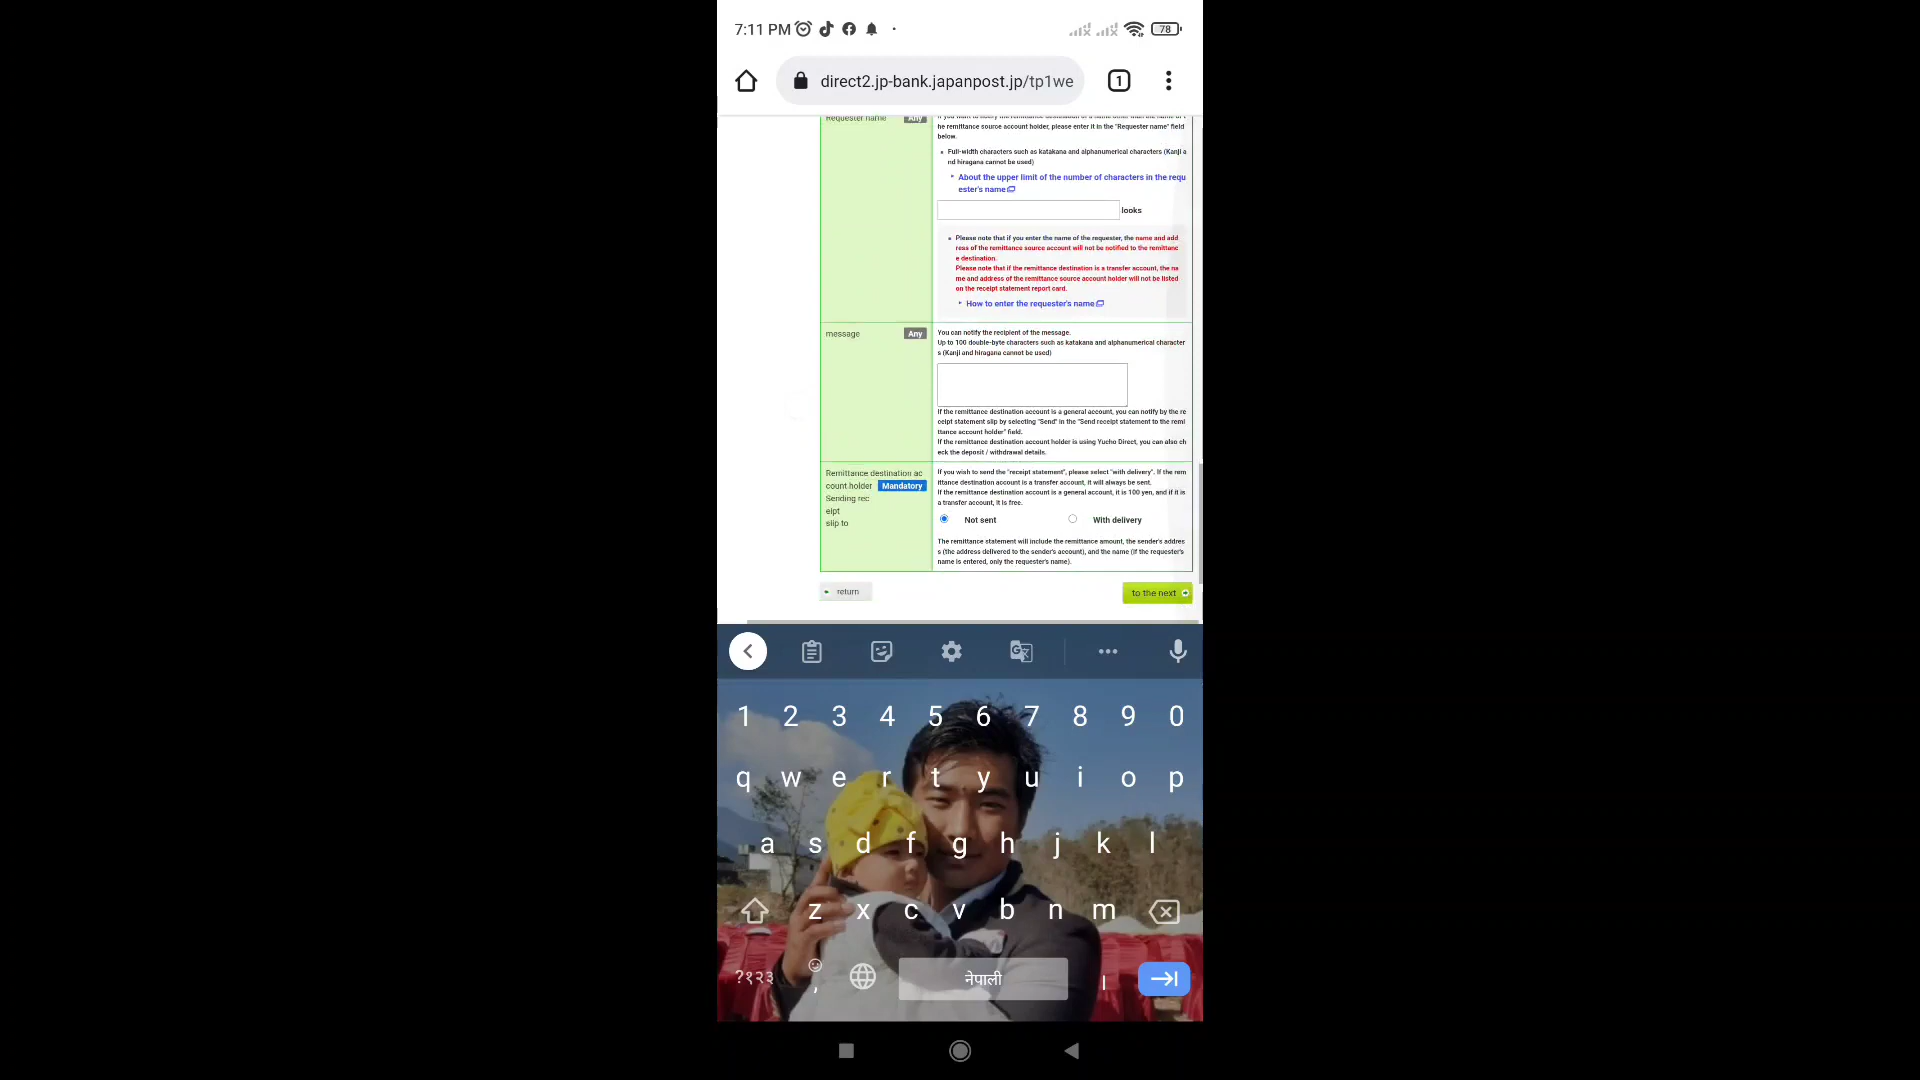 7:11 PM
78
direct2.jp-bank.japanpost.jp/tp1we
1
Requester name Any
he remittance source account holder, please enter it in the "Requester name" field
below.
Full-width characters such as katakana and alphanumerical characters (Kanji a
nd hiragana cannot be used)
About the upper limit of the number of characters in the requ
ester's name
looks
Please note that if you enter the name of the requester, the name and add
ress of the remittance source account will not be notified to the remittanc
e destination.
Please note that if the remittance destination is a transfer account, the na
me and address of the remittance source account holder will not be listed
on the receipt statement report card.
How to enter the requester's name
message Any
You can notify the recipient of the message.
Up to 100 double-byte characters such as katakana and alphanumerical character
s (Kanji and hiragana cannot be used)
If the remittance destination account is a general account, you can notify by the re
ceipt statement slip by selecting "Send" in the "Send receipt statement to the remi
ttance account holder" field.
If the remittance destination account holder is using Yucho Direct, you can also ch
eck the deposit / withdrawal details.
Remittance destination ac
count holder Mandatory
Sending rec
eipt
slip to
If you wish to send the "receipt statement", please select "with delivery". If the rem
ittance destination account is a transfer account, it will always be sent.
If the remittance destination account is a general account, it is 100 yen, and if it is
a transfer account, it is free.
Not sent With delivery
The remittance statement will include the remittance amount, the sender's addres
s (the address delivered to the sender's account), and the name (if the requester's
name is entered, only the requester's name).
return to the next
1 2 3 4 5 6 7 8 9 0
q w e r t y u i o p
a s d f g h j k l
z x c v b n m
?१२३ , नेपाली ।